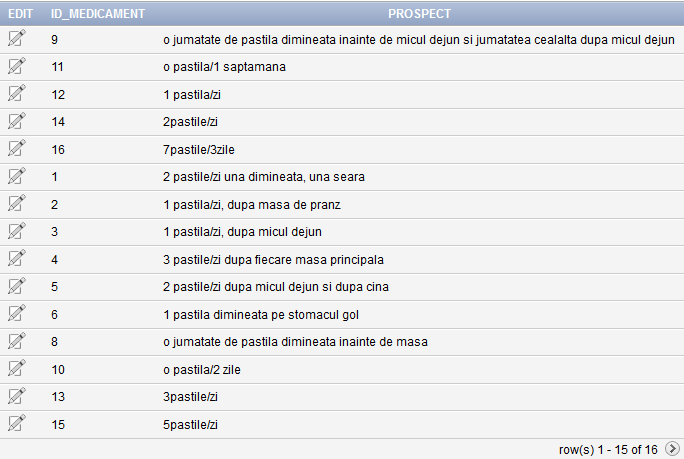 EDIT ID_MEDICAMENT PROSPECT
9 o jumatate de pastila dimineata inainte de micul dejun si jumatatea cealalta dupa micul dejun
11 o pastila/1 saptamana
12 1 pastila/zi
14 2pastile/zi
16 7pastile/3zile
1 2 pastile/zi una dimineata, una seara
2 1 pastila/zi, dupa masa de pranz
3 1 pastila/zi, dupa micul dejun
4 3 pastile/zi dupa fiecare masa principala
5 2 pastile/zi dupa micul dejun si dupa cina
6 1 pastila dimineata pe stomacul gol
8 o jumatate de pastila dimineata inainte de masa
10 o pastila/2 zile
13 3pastile/zi
15 5pastile/zi
row(s) 1 - 15 of 16